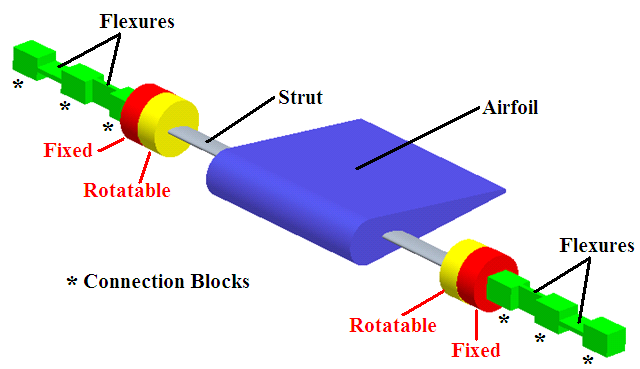 Flexures
*
*
*
Strut
Airfoil
Fixed
Rotatable
* Connection Blocks
Flexures
Rotatable
Fixed
*
*
*